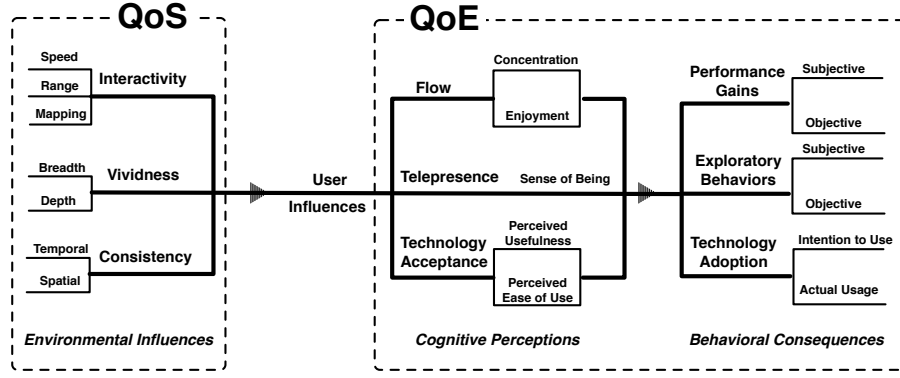 QoS
Speed
Range
Mapping
Interactivity
Breadth
Depth
Vividness
Temporal
Spatial
Consistency
Environmental Influences
User
Influences
QoE
Flow
Concentration
Enjoyment
Telepresence
Sense of Being
Technology
Acceptance
Perceived
Usefulness
Perceived
Ease of Use
Cognitive Perceptions
Performance
Gains
Subjective
Objective
Exploratory
Behaviors
Subjective
Objective
Technology
Adoption
Intention to Use
Actual Usage
Behavioral Consequences